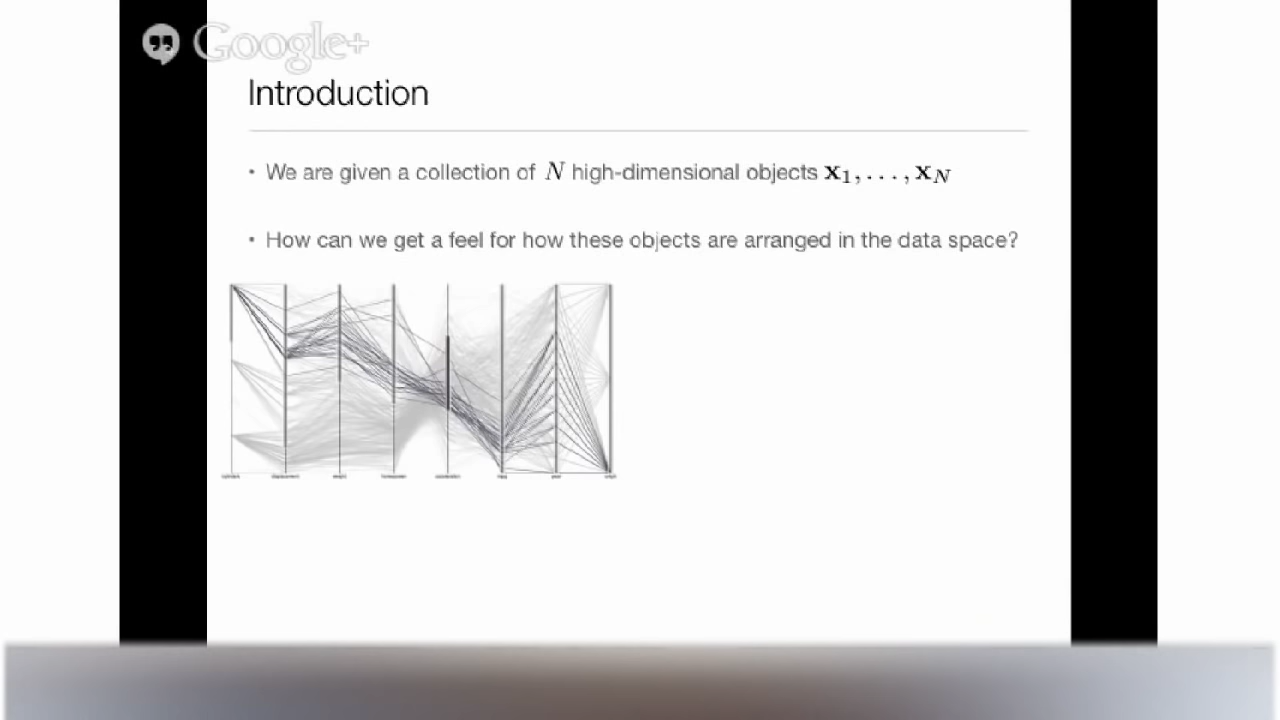 Google+
Introduction
• We are given a collection of N high-dimensional objects x₁, . . . , x_N
• How can we get a feel for how these objects are arranged in the data space?